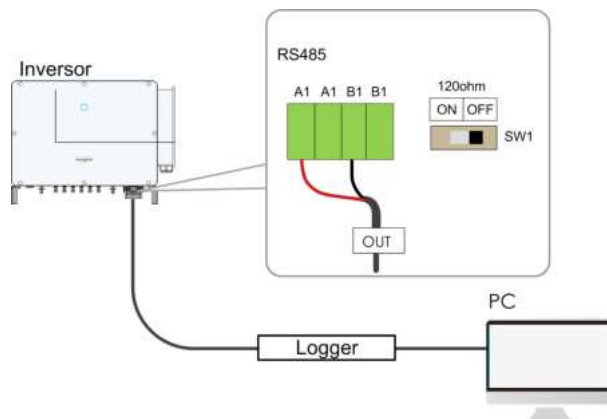 Inversor
RS485
A1 A1 B1 B1
120ohm
ON OFF
SW1
OUT
PC
Logger